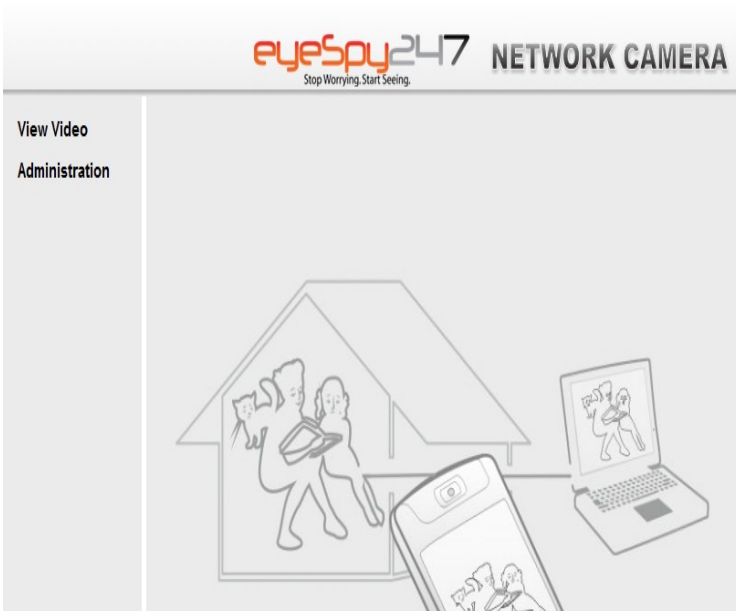 eyeSpy247 NETWORK CAMERA
Stop Worrying. Start Seeing.
View Video
Administration